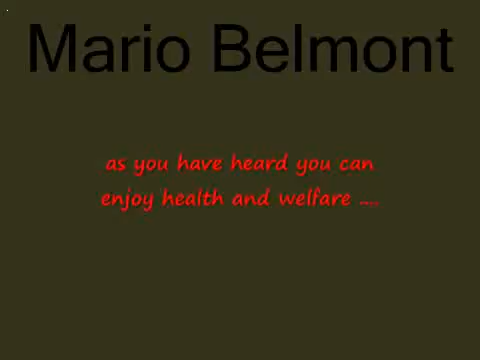 Mario Belmont
as you have heard you can
enjoy health and welfare ....